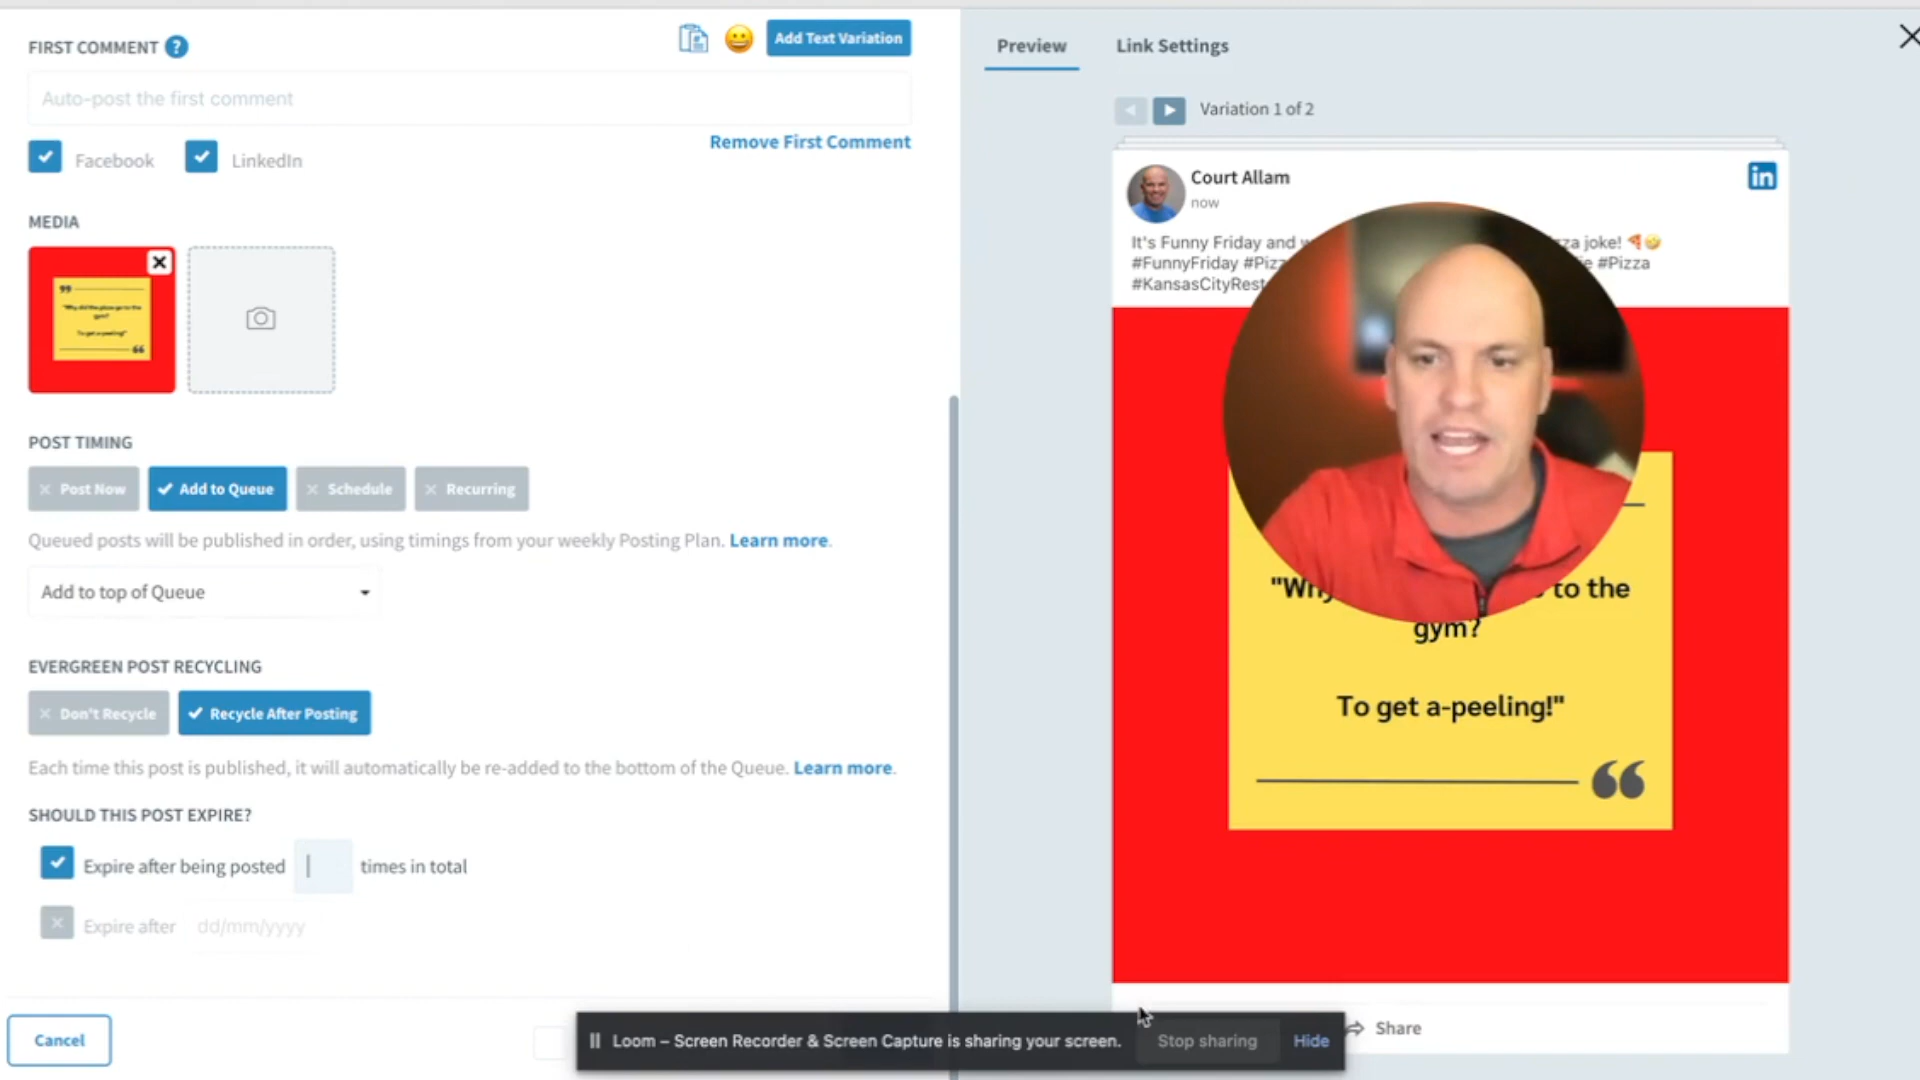 FIRST COMMENT ?
Add Text Variation
Auto-post the first comment
Remove First Comment
Facebook
LinkedIn
MEDIA
POST TIMING
Post Now
Add to Queue
Schedule
Recurring
Queued posts will be published in order, using timings from your weekly Posting Plan. Learn more.
Add to top of Queue
EVERGREEN POST RECYCLING
Don't Recycle
Recycle After Posting
Each time this post is published, it will automatically be re-added to the bottom of the Queue. Learn more.
SHOULD THIS POST EXPIRE?
Expire after being posted
times in total
Expire after
dd/mm/yyyy
Cancel
Loom – Screen Recorder & Screen Capture is sharing your screen.
Stop sharing
Hide
Preview
Link Settings
Variation 1 of 2
Court Allam
now
in
It's Funny Friday and joke! 🍕🤣
#FunnyFriday #Pizza
to the
gym?
To get a-peeling!"
Share